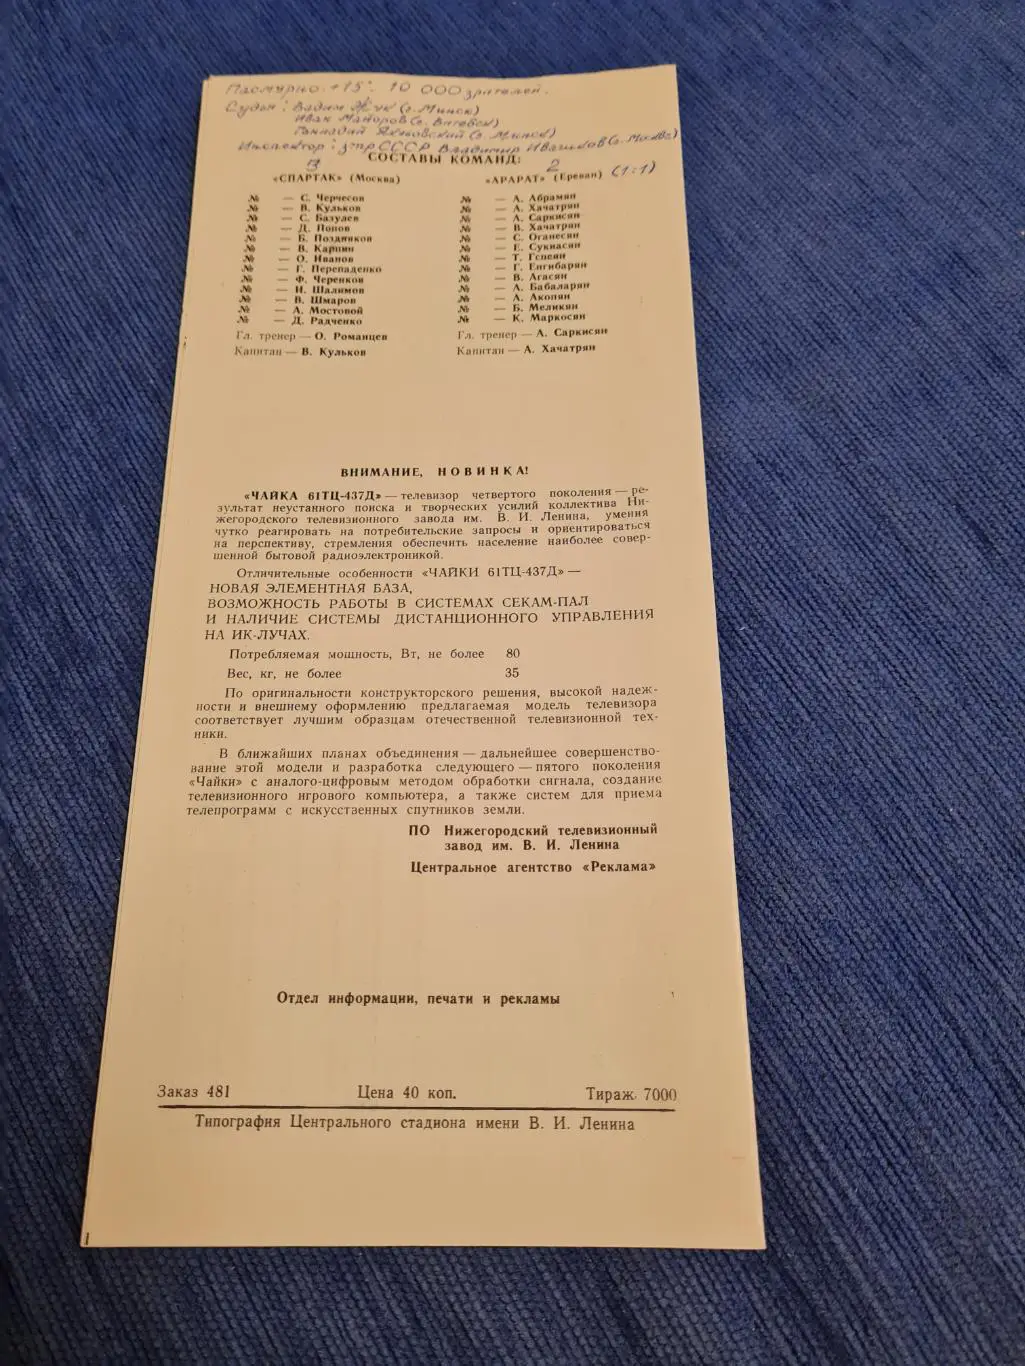 Пасмурно +15°. 10 000 зрителей.
Судьи: Вадим Жук (г. Минск)
Иван Майоров (г. Витебск)
Геннадий Яхновский (г. Минск)
Инспектор: з.тр СССР Владимир Ивашков (г. Москва)
СОСТАВЫ КОМАНД:
3 2 (1:1)
«СПАРТАК» (Москва) «АРАРАТ» (Ереван)
№ — С. Черчесов № — А. Абрамян
№ — В. Кульков № — А. Хачатрян
№ — С. Базулев № — А. Саркисян
№ — Д. Попов № — В. Хачатрян
№ — Б. Поздняков № — С. Оганесян
№ — В. Карпин № — Е. Сукиасян
№ — О. Иванов № — Т. Гспеян
№ — Г. Перепаденко № — Г. Енгибарян
№ — Ф. Черенков № — В. Агасян
№ — И. Шалимов № — А. Бабаларян
№ — В. Шмаров № — А. Акопян
№ — А. Мостовой № — Б. Меликян
№ — Д. Радченко № — К. Маркосян
Гл. тренер — О. Романцев Гл. тренер — А. Саркисян
Капитан — В. Кульков Капитан — А. Хачатрян
ВНИМАНИЕ, НОВИНКА!
«ЧАЙКА 61ТЦ-437Д» — телевизор четвертого поколения — ре-
зультат неустанного поиска и творческих усилий коллектива Ни-
жегородского телевизионного завода им. В. И. Ленина, умения
чутко реагировать на потребительские запросы и ориентироваться
на перспективу, стремления обеспечить население наиболее совер-
шенной бытовой радиоэлектроникой.
Отличительные особенности «ЧАЙКИ 61ТЦ-437Д» —
НОВАЯ ЭЛЕМЕНТНАЯ БАЗА,
ВОЗМОЖНОСТЬ РАБОТЫ В СИСТЕМАХ СЕКАМ-ПАЛ
И НАЛИЧИЕ СИСТЕМЫ ДИСТАНЦИОННОГО УПРАВЛЕНИЯ
НА ИК-ЛУЧАХ.
Потребляемая мощность, Вт, не более 80
Вес, кг, не более 35
По оригинальности конструкторского решения, высокой надеж-
ности и внешнему оформлению предлагаемая модель телевизора
соответствует лучшим образцам отечественной телевизионной тех-
ники.
В ближайших планах объединения — дальнейшее совершенство-
вание этой модели и разработка следующего — пятого поколения
«Чайки» с аналого-цифровым методом обработки сигнала, создание
телевизионного игрового компьютера, а также систем для приема
телепрограмм с искусственных спутников земли.
ПО Нижегородский телевизионный
завод им. В. И. Ленина
Центральное агентство «Реклама»
Отдел информации, печати и рекламы
Заказ 481 Цена 40 коп. Тираж 7000
Типография Центрального стадиона имени В. И. Ленина